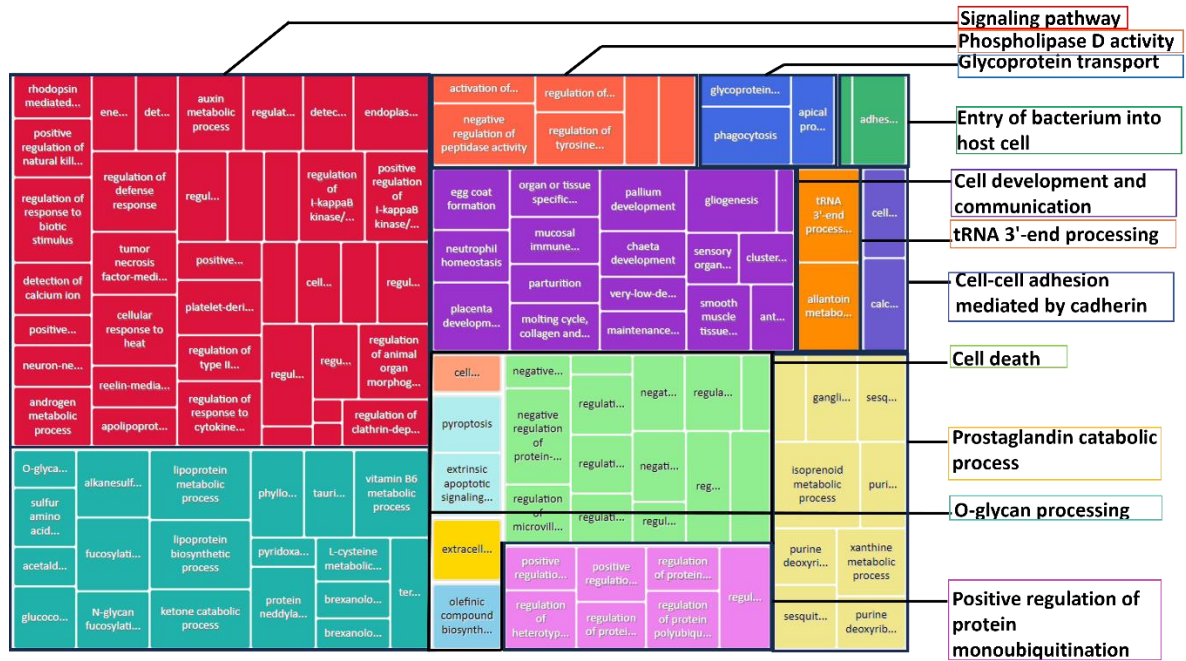 Signaling pathway
Phospholipase D activity
Glycoprotein transport
Entry of bacterium into
host cell
Cell development and
communication
tRNA 3'-end processing
Cell-cell adhesion
mediated by cadherin
Cell death
Prostaglandin catabolic
process
O-glycan processing
Positive regulation of
protein
monoubiquitination
rhodopsin
mediated...
ene...
det...
auxin
metabolic
process
regulat...
detec...
endoplas...
positive
regulation of
natural kill...
regulation of
defense
response
regul...
regulation
of
I-kappaB
kinase/...
positive
regulation
of
I-kappaB
kinase/...
regulation of
response to
biotic
stimulus
tumor
necrosis
factor-medi...
positive...
cell...
regul...
detection of
calcium ion
platelet-deri...
cellular
response to
heat
positive...
regulation of
type II...
regul...
regu...
regulation
of animal
organ
morphog...
neuron-ne...
reelin-media...
regulation of
response to
cytokine...
androgen
metabolic
process
apolipoprot...
regulation of
clathrin-dep...
activation of...
regulation of...
negative
regulation of
peptidase activity
regulation of
tyrosine...
glycoprotein...
phagocytosis
apical
pro...
adhes...
egg coat
formation
organ or tissue
specific...
pallium
development
gliogenesis
neutrophil
homeostasis
mucosal
immune...
chaeta
development
sensory
organ...
cluster...
placenta
developm...
parturition
very-low-de...
smooth
muscle
tissue...
ant...
molting cycle,
collagen and...
maintenance...
tRNA
3'-end
process...
allantoin
metabo...
cell...
calc...
O-glyca...
alkanesulf...
lipoprotein
metabolic
process
phyllo...
tauri...
vitamin B6
metabolic
process
sulfur
amino
acid...
fucosylati...
lipoprotein
biosynthetic
process
pyridoxa...
L-cysteine
metabolic...
ter...
acetald...
glucoco...
N-glycan
fucosylati...
ketone catabolic
process
protein
neddyla...
brexanolo...
brexanolo...
cell...
pyroptosis
extrinsic
apoptotic
signaling...
extracell...
olefinic
compound
biosynth...
negative...
regulati...
negat...
regula...
negative
regulation of
protein-...
regulati...
negati...
reg...
regulation
of
microvill...
regulati...
regul...
positive
regulatio...
positive
regulatio...
regulation
of protein...
regul...
regulation of
heterotyp...
regulation
of protei...
regulation
of protein
polyubiqu...
gangli...
sesq...
isoprenoid
metabolic
process
puri...
purine
deoxyri...
xanthine
metabolic
process
sesquit...
purine
deoxyrib...